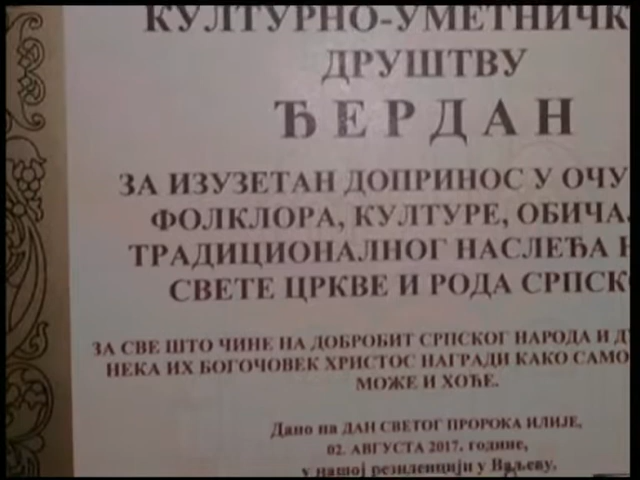 КУЛТУРНО-УМЕТНИЧК
ДРУШТВУ
ЂЕРДАН
ЗА ИЗУЗЕТАН ДОПРИНОС У ОЧУ
ФОЛКЛОРА, КУЛТУРЕ, ОБИЧА
ТРАДИЦИОНАЛНОГ НАСЛЕЂА
СВЕТЕ ЦРКВЕ И РОДА СРПСК
ЗА СВЕ ШТО ЧИНЕ НА ДОБРОБИТ СРПСКОГ НАРОДА И
НЕКА ИХ БОГОЧОВЕК ХРИСТОС НАГРАДИ КАКО САМО
МОЖЕ И ХОЋЕ.
Дано на ДАН СВЕТОГ ПРОРОКА ИЛИЈЕ,
02. АВГУСТА 2017. године,
у нашој резиденцији у Ваљеву.